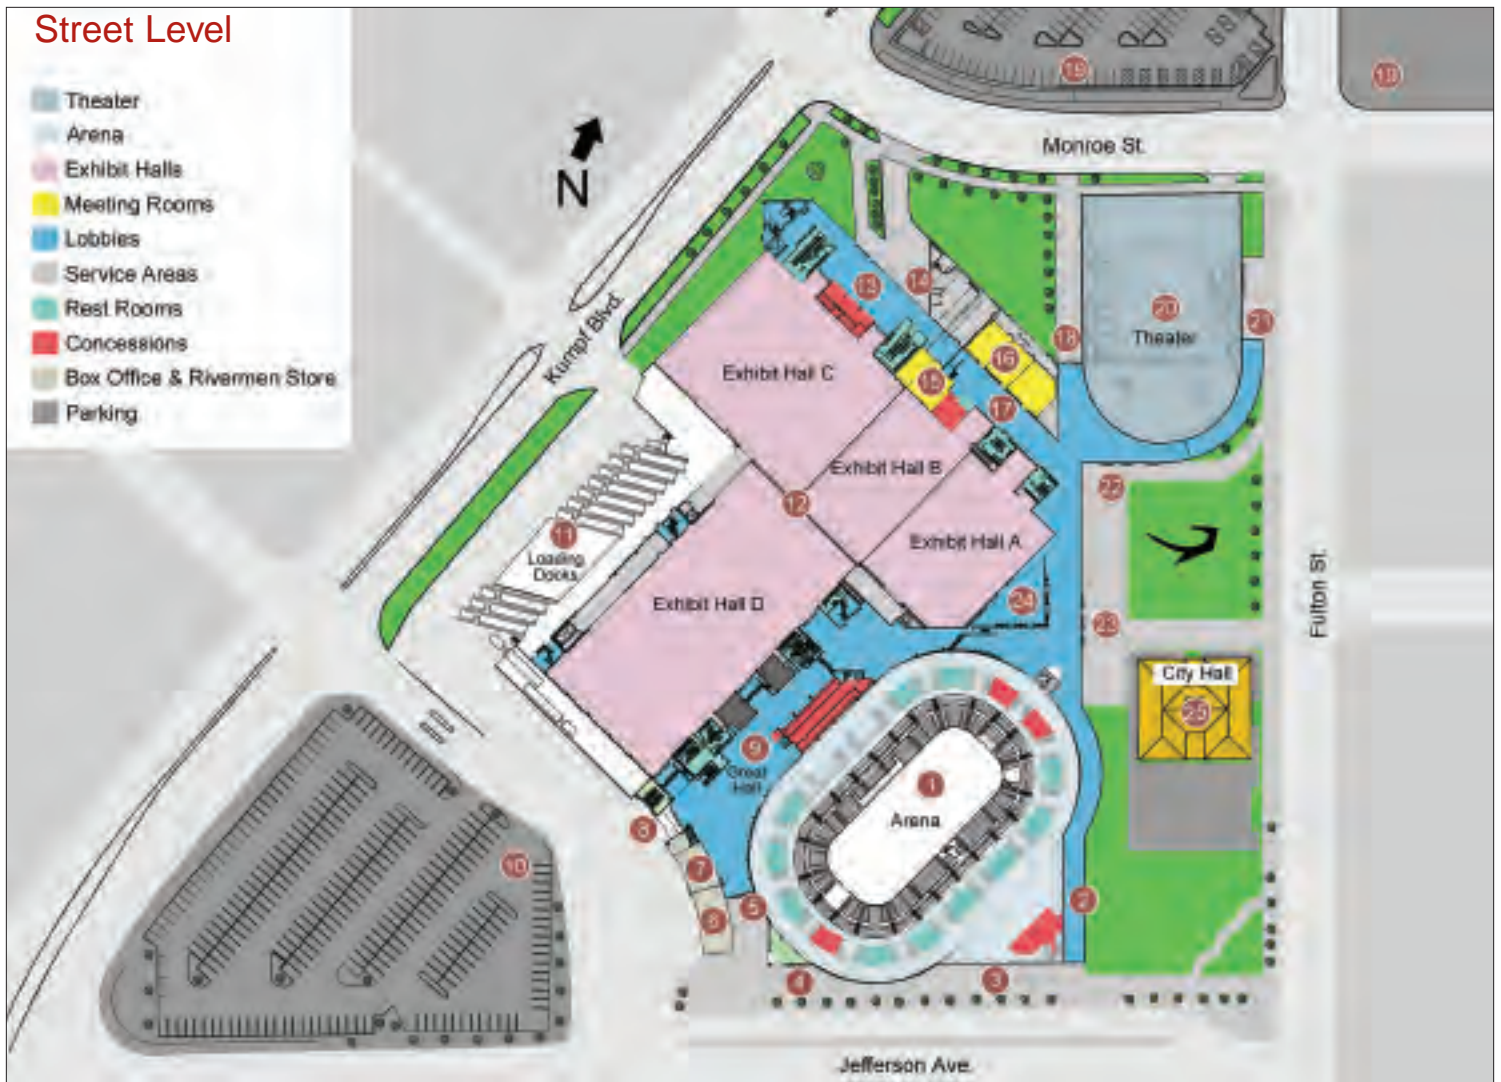 Street Level
Theater
Arena
Exhibit Halls
Meeting Rooms
Lobbies
Service Areas
Rest Rooms
Concessions
Box Office & Rivermen Store
Parking
N
19
19
Monroe St.
Kumpf Blvd.
13
14
20
Theater
21
18
16
15
17
Exhibit Hall C
Exhibit Hall B
12
22
11
Loading
Docks
Exhibit Hall A
Exhibit Hall D
24
23
Fulton St.
City Hall
25
9
Great
Hall
1
Arena
8
7
10
6
5
2
4
3
Jefferson Ave.